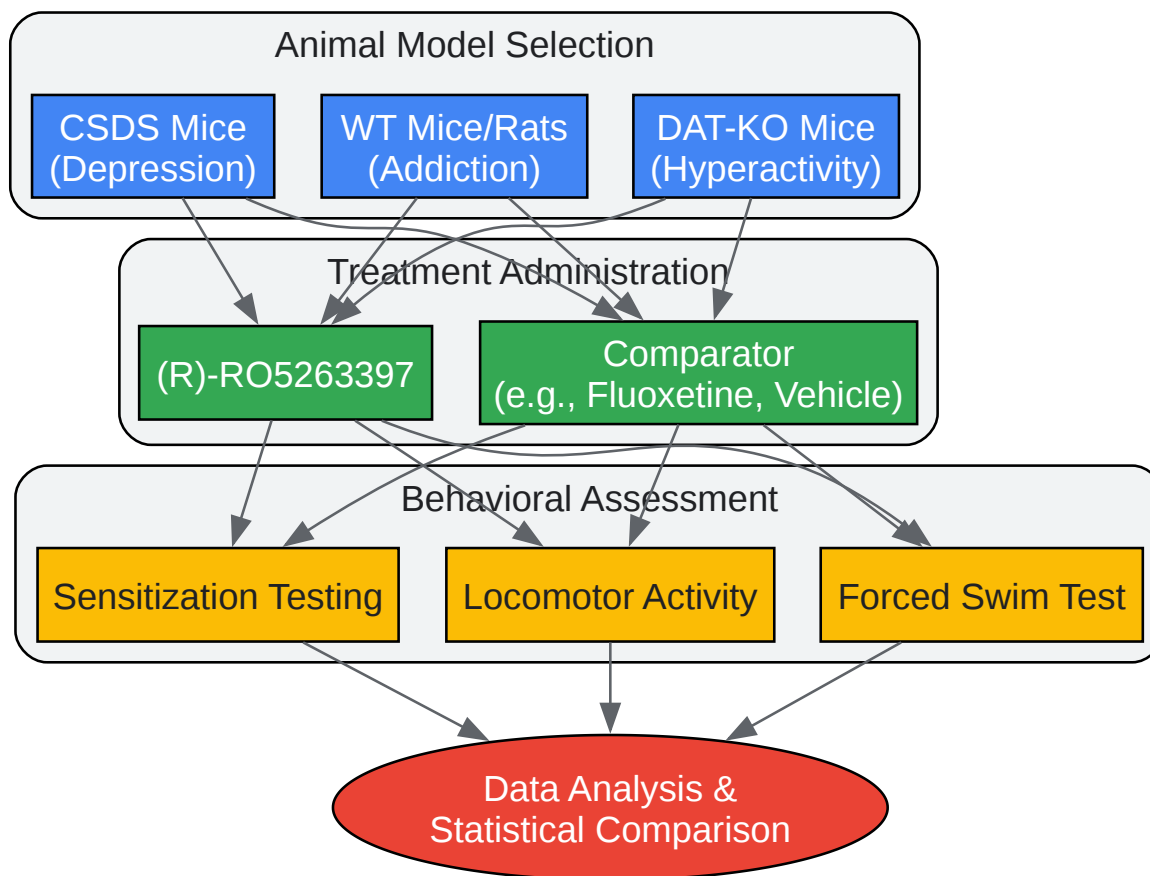 Animal Model Selection
CSDS Mice
(Depression)
WT Mice/Rats
(Addiction)
DAT-KO Mice
(Hyperactivity)
Treatment Administration
(R)-RO5263397
Comparator
(e.g., Fluoxetine, Vehicle)
Behavioral Assessment
Sensitization Testing
Locomotor Activity
Forced Swim Test
Data Analysis &
Statistical Comparison